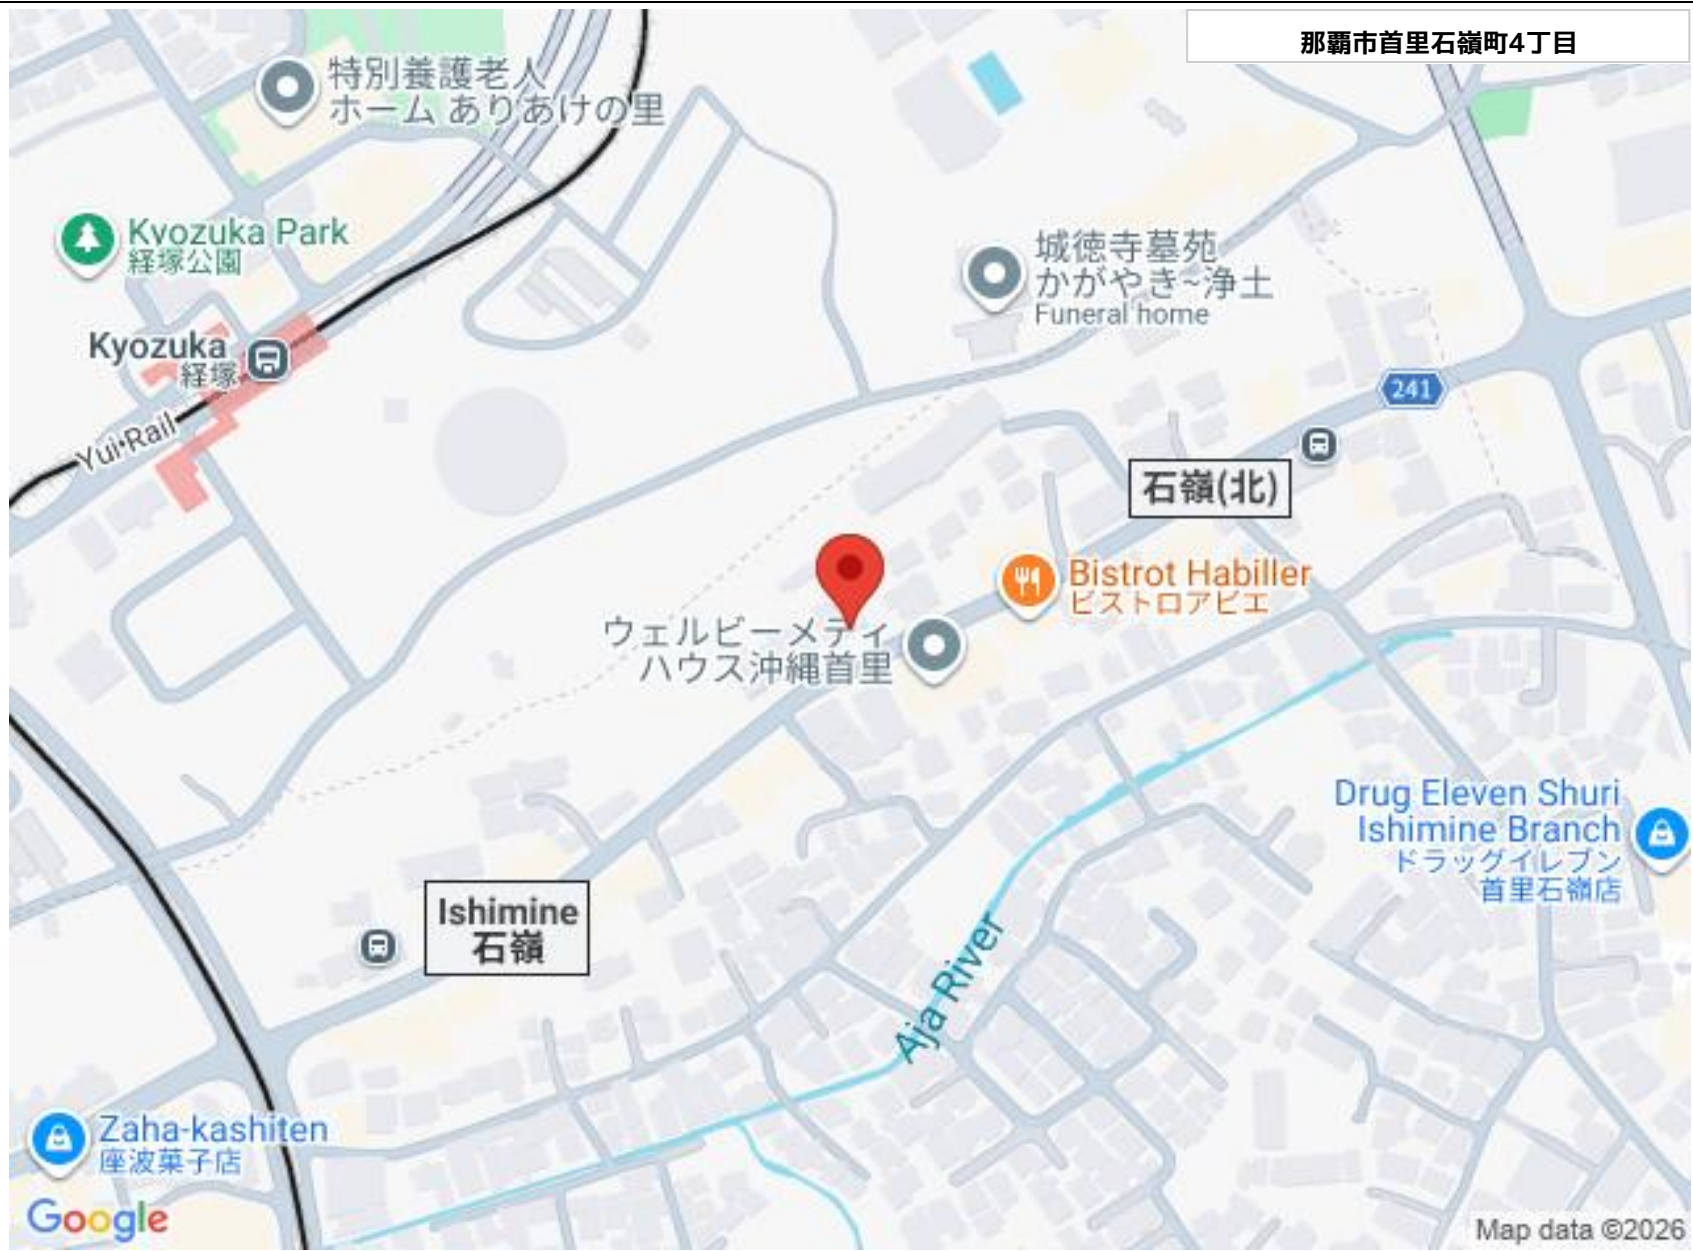 那覇市首里石嶺町4丁目
特別養護老人
ホーム ありあけの里
Kyozuka Park
経塚公園
城徳寺墓苑
かがやき~浄土
Funeral home
Kyozuka
経塚
Yui Rail
241
石嶺(北)
Bistrot Habiller
ビストロアビエ
ウェルビーメディ
ハウス沖縄首里
Drug Eleven Shuri
Ishimine Branch
ドラッグイレブン
首里石嶺店
Ishimine
石嶺
Aja River
Zaha-kashiten
座波菓子店
Google
Map data ©2026